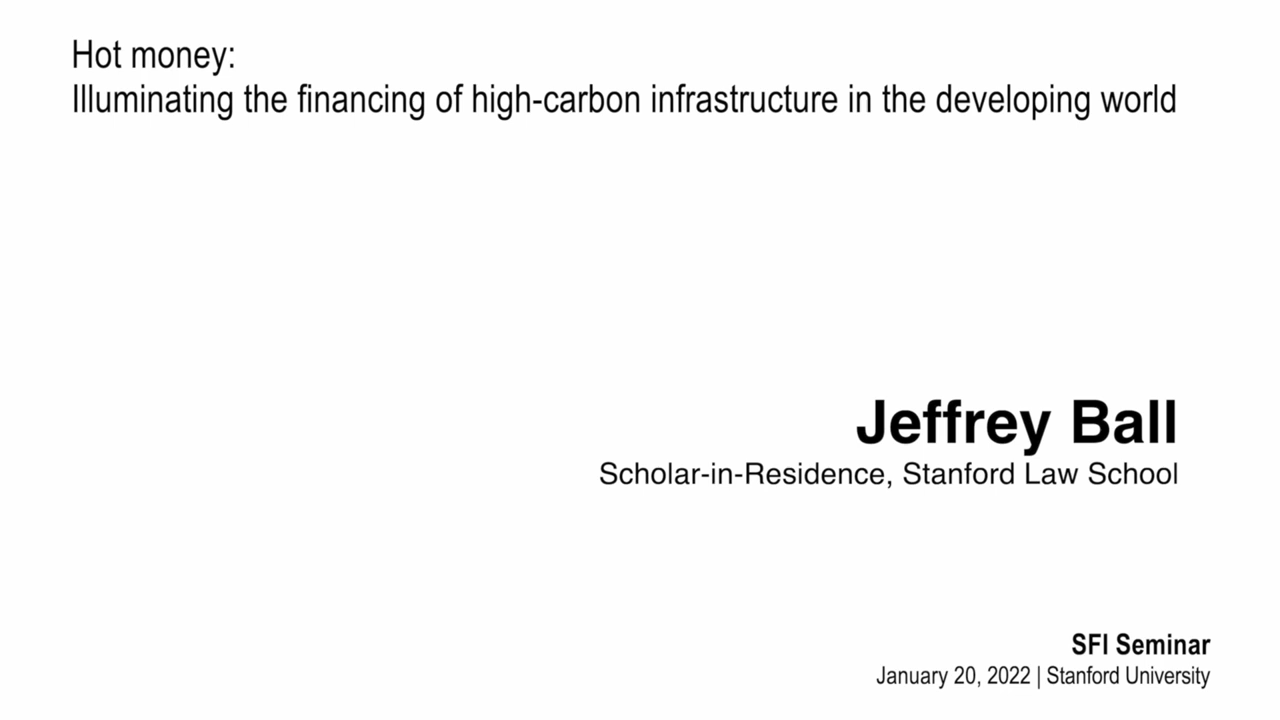 Hot money:
Illuminating the financing of high-carbon infrastructure in the developing world
Jeffrey Ball
Scholar-in-Residence, Stanford Law School
SFI Seminar
January 20, 2022 | Stanford University